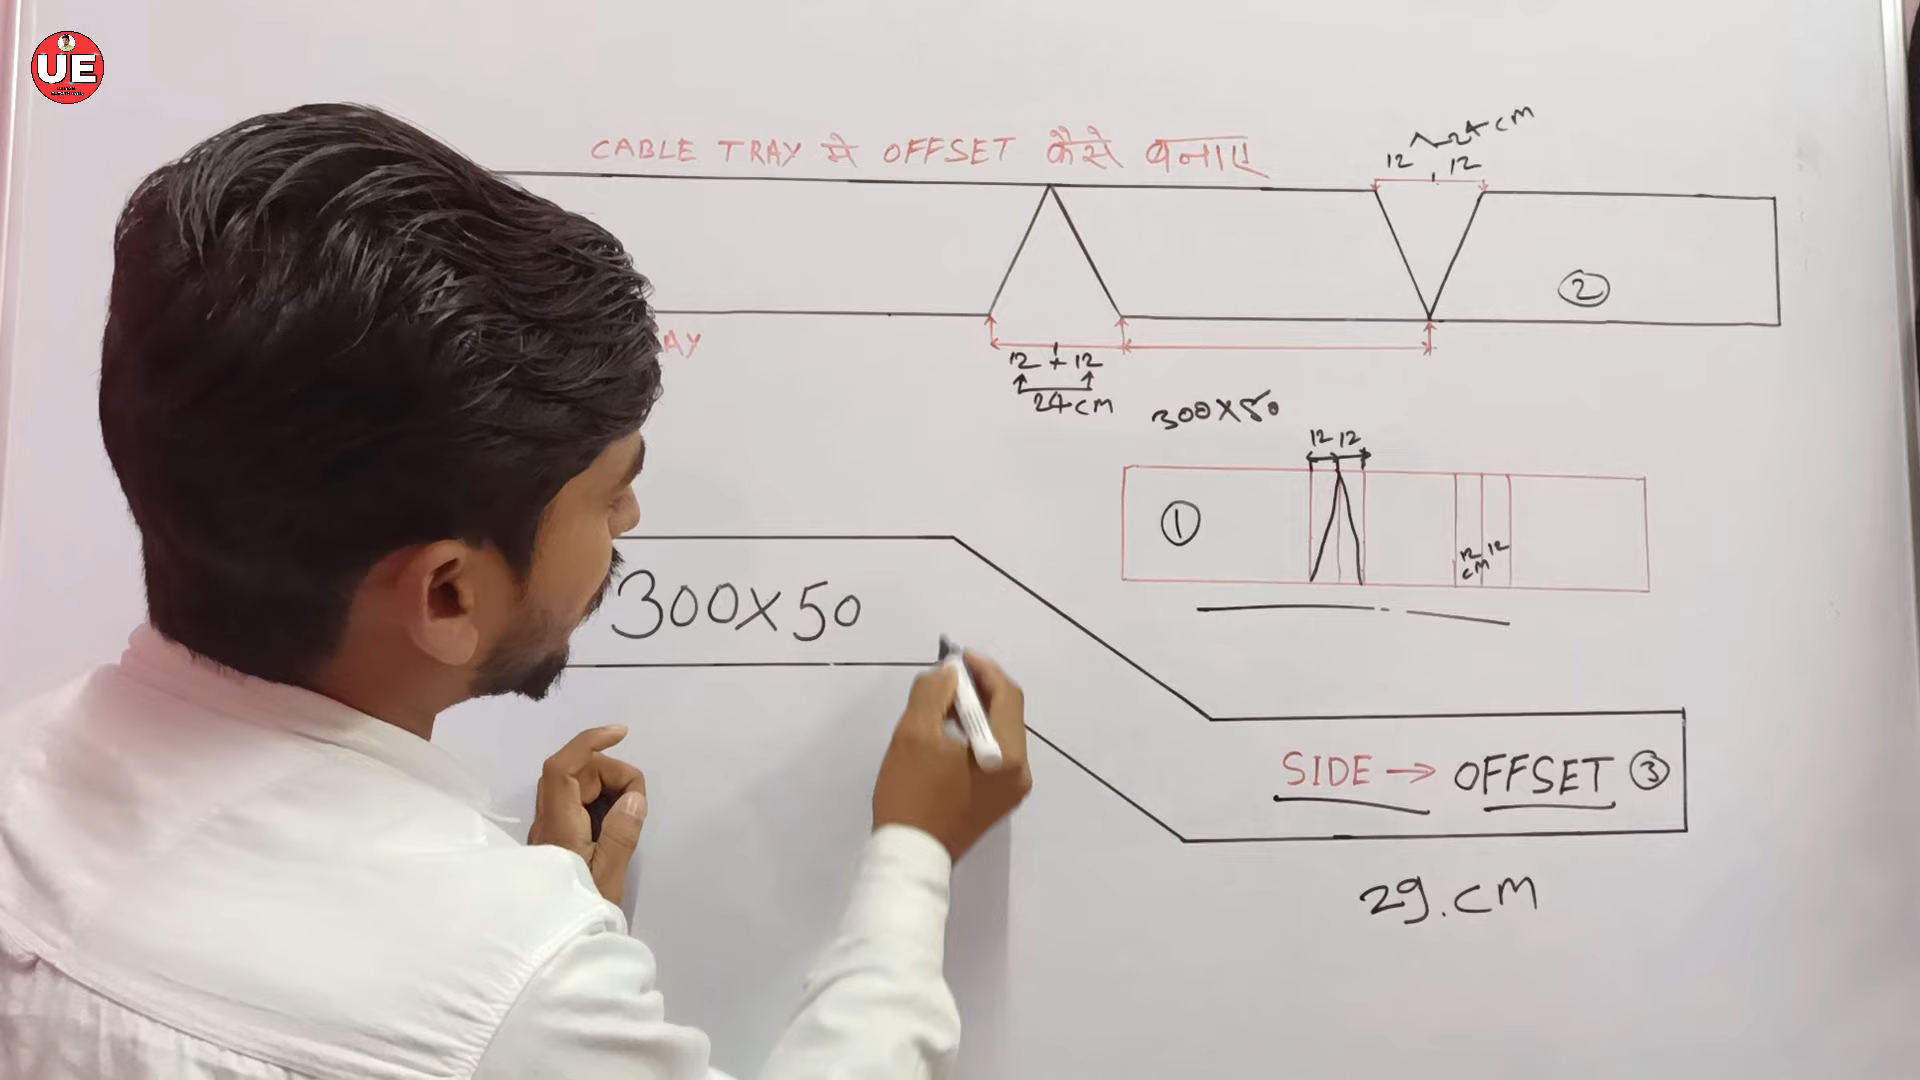 UE
CABLE TRAY मे OFFSET कैसे बनाए
24 cm
12 12
2
AY
12 + 12
24 cm
300x50
12 12
1
12 12
cm
300x50
SIDE → OFFSET 3
29.cm